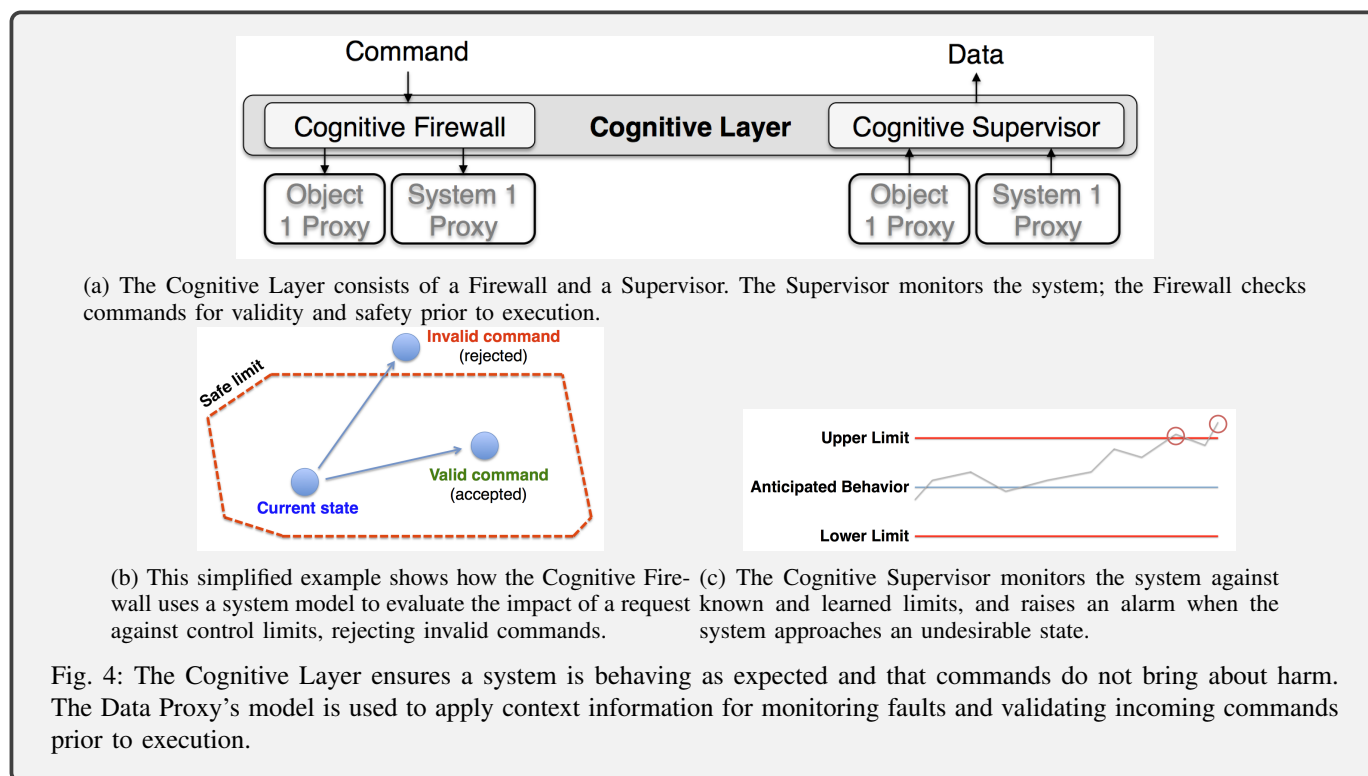 Command
Data
Cognitive Firewall
Cognitive Layer
Cognitive Supervisor
Object
1 Proxy
System 1
Proxy
Object
1 Proxy
System 1
Proxy
(a) The Cognitive Layer consists of a Firewall and a Supervisor. The Supervisor monitors the system; the Firewall checks
commands for validity and safety prior to execution.
Invalid command
(rejected)
Safe limit
Valid command
(accepted)
Current state
Upper Limit
Anticipated Behavior
Lower Limit
(b) This simplified example shows how the Cognitive Fire-
wall uses a system model to evaluate the impact of a request
against control limits, rejecting invalid commands.
(c) The Cognitive Supervisor monitors the system against
known and learned limits, and raises an alarm when the
system approaches an undesirable state.
Fig. 4: The Cognitive Layer ensures a system is behaving as expected and that commands do not bring about harm.
The Data Proxy's model is used to apply context information for monitoring faults and validating incoming commands
prior to execution.